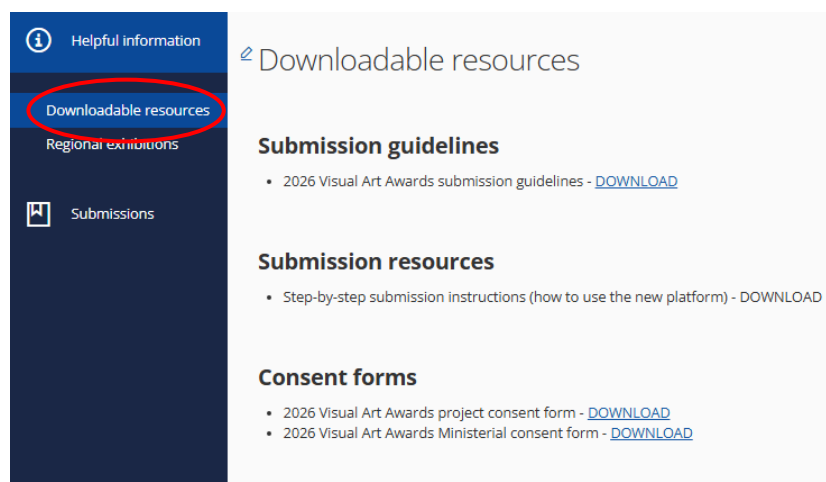 Helpful information
Downloadable resources
Regional exhibitions
Submissions
Downloadable resources
Submission guidelines
• 2026 Visual Art Awards submission guidelines - DOWNLOAD
Submission resources
• Step-by-step submission instructions (how to use the new platform) - DOWNLOAD
Consent forms
• 2026 Visual Art Awards project consent form - DOWNLOAD
• 2026 Visual Art Awards Ministerial consent form - DOWNLOAD